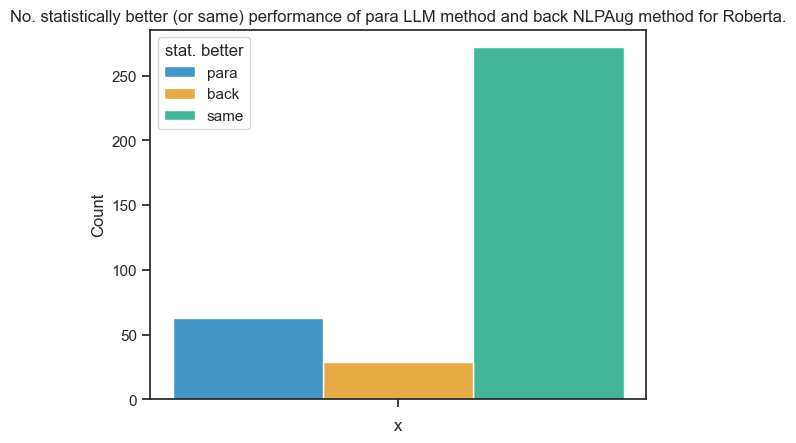 No. statistically better (or same) performance of para LLM method and back NLPAug method for Roberta.
stat. better
para
back
same
250
200
150
100
50
0
Count
x